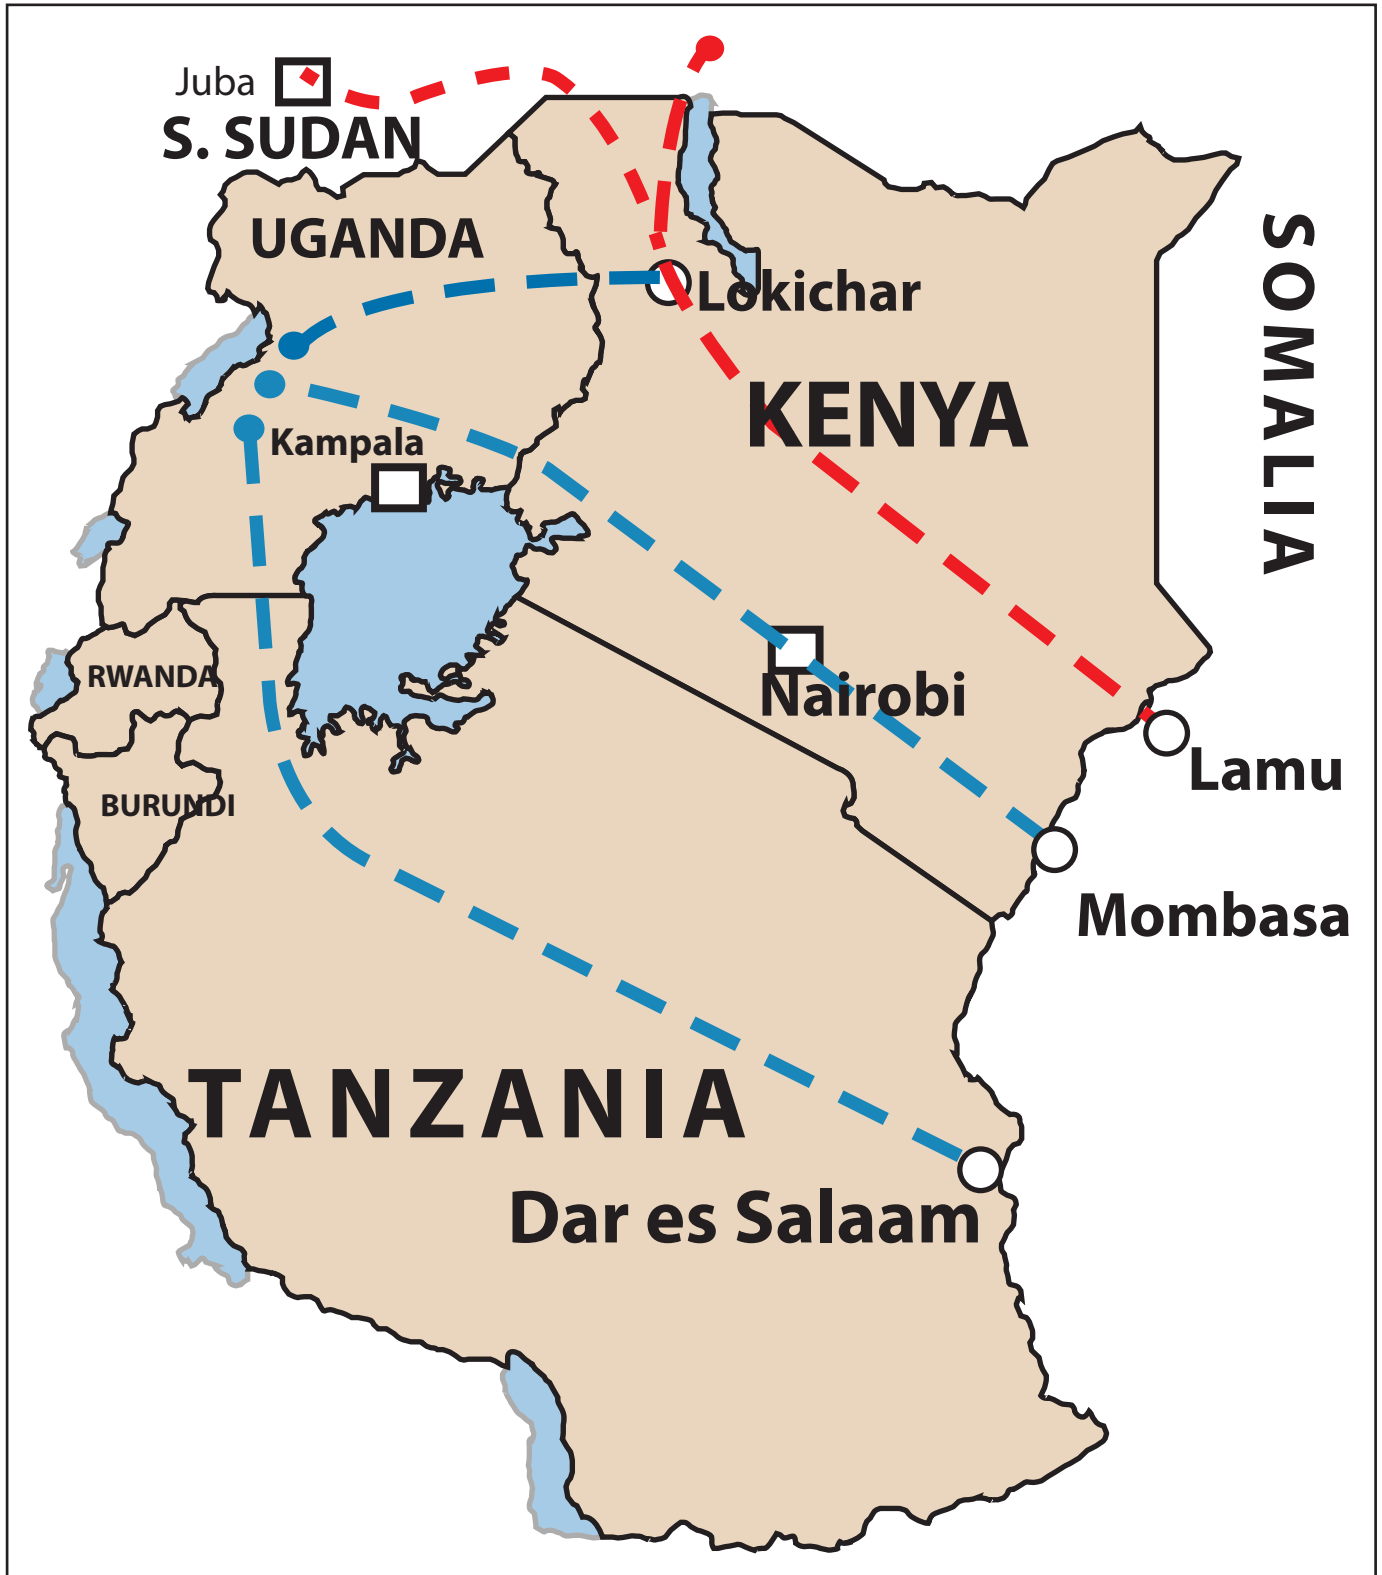 Juba
S. SUDAN
UGANDA
SOMALIA
Lokichar
KENYA
Kampala
RWANDA
Nairobi
Lamu
BURUNDI
Mombasa
TANZANIA
Dar es Salaam